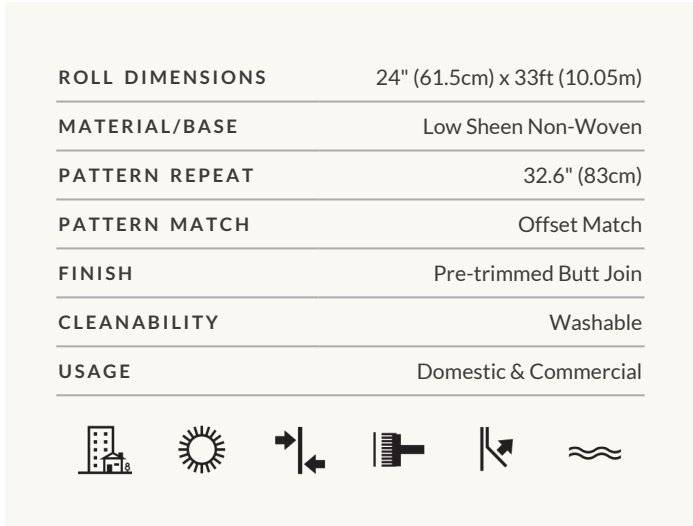 ROLL DIMENSIONS 24" (61.5cm) x 33ft (10.05m)
MATERIAL/BASE Low Sheen Non-Woven
PATTERN REPEAT 32.6" (83cm)
PATTERN MATCH Offset Match
FINISH Pre-trimmed Butt Join
CLEANABILITY Washable
USAGE Domestic & Commercial
8